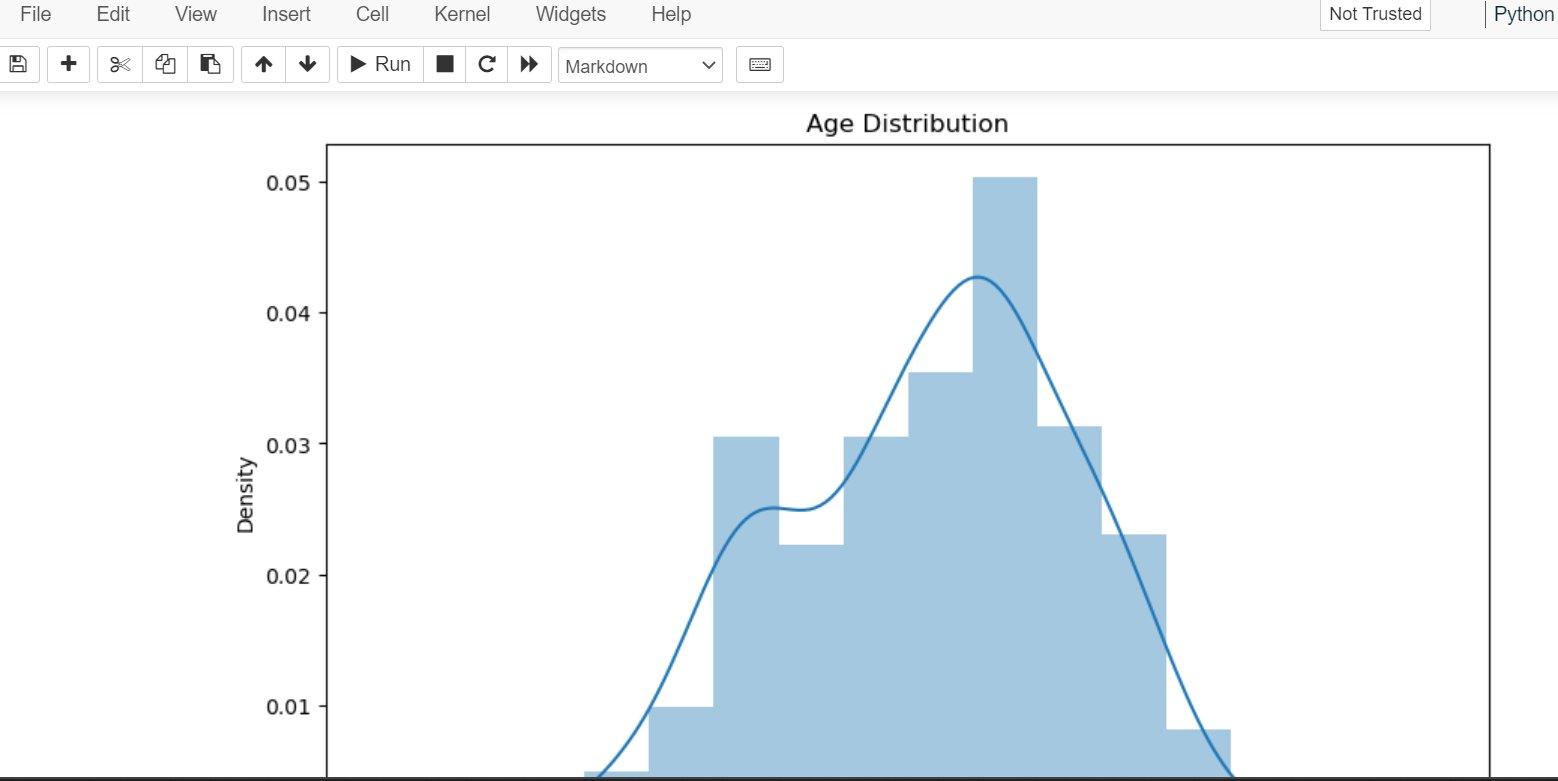 File Edit View Insert Cell Kernel Widgets Help Not Trusted Python
Run Markdown
Age Distribution
0.05
0.04
0.03
Density
0.02
0.01